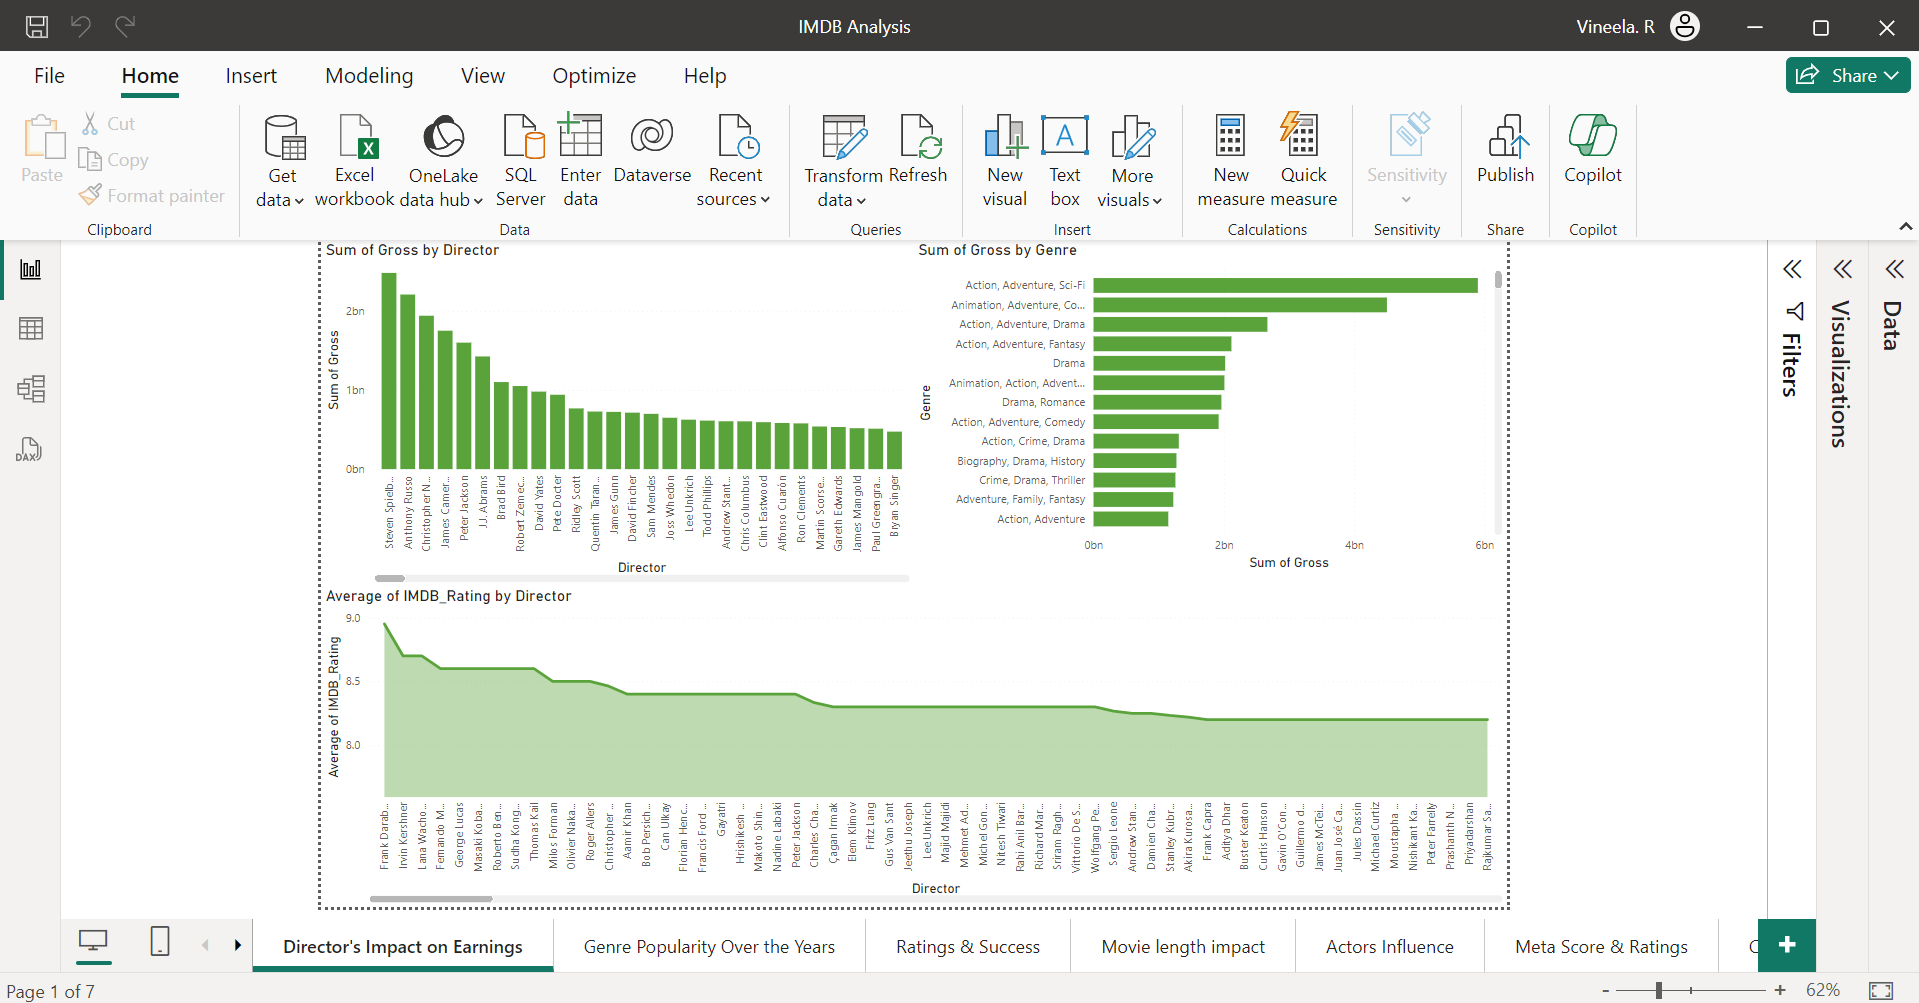 IMDB Analysis
Vineela. R
File Home Insert Modeling View Optimize Help
Share
Paste
Cut
Copy
Format painter
Clipboard
Get data
Excel workbook
OneLake data hub
SQL Server
Enter data
Dataverse
Recent sources
Data
Transform data
Refresh
Queries
New visual
Text box
More visuals
Insert
New measure
Quick measure
Calculations
Sensitivity
Sensitivity
Publish
Share
Copilot
Copilot
Sum of Gross by Director
Sum of Gross
2bn
1bn
0bn
Steven Spielb...
Anthony Russo
Christopher N...
James Camer...
Peter Jackson
J.J. Abrams
Brad Bird
Robert Zemec...
David Yates
Pete Docter
Ridley Scott
Quentin Taran...
James Gunn
David Fincher
Sam Mendes
Joss Whedon
Lee Unkrich
Todd Phillips
Andrew Stant...
Chris Columbus
Clint Eastwood
Alfonso Cuarón
Ron Clements
Martin Scorse...
Gareth Edwards
James Mangold
Paul Greengra...
Bryan Singer
Director
Sum of Gross by Genre
Genre
Action, Adventure, Sci-Fi
Animation, Adventure, Co...
Action, Adventure, Drama
Action, Adventure, Fantasy
Drama
Animation, Action, Advent...
Drama, Romance
Action, Adventure, Comedy
Action, Crime, Drama
Biography, Drama, History
Crime, Drama, Thriller
Adventure, Family, Fantasy
Action, Adventure
0bn 2bn 4bn 6bn
Sum of Gross
Average of IMDB_Rating by Director
Average of IMDB_Rating
9.0
8.5
8.0
Frank Darab...
Irvin Kershner
Lana Wacho...
Fernando M...
George Lucas
Masaki Koba...
Roberto Ben...
Sudha Kong...
Thomas Kail
Milos Forman
Olivier Naka...
Roger Allers
Christopher ...
Aamir Khan
Bob Persich...
Can Ulkay
Florian Henc...
Francis Ford ...
Gayatri
Hrishikesh ...
Makoto Shin...
Nadine Labaki
Peter Jackson
Charles Cha...
Çagan Irmak
Elem Klimov
Fritz Lang
Gus Van Sant
Jeethu Joseph
Lee Unkrich
Majid Majidi
Mehmet Ad...
Michel Gon...
Nitesh Tiwari
Rahi Anil Bar...
Richard Mar...
Sriram Ragh...
Vittorio De S...
Wolfgang Pe...
Sergio Leone
Andrew Stan...
Damien Cha...
Stanley Kubr...
Akira Kurosa...
Frank Capra
Aditya Dhar
Buster Keaton
Curtis Hanson
Gavin O'Con...
Guillermo d...
James McTei...
Juan José Ca...
Jules Dassin
Michael Curtiz
Moustapha ...
Nishikant Ka...
Peter Farrelly
Prashanth N...
Priyadarshan
Rajkumar Sa...
Director
Filters
Visualizations
Data
DAX
Director's Impact on Earnings
Genre Popularity Over the Years
Ratings & Success
Movie length impact
Actors Influence
Meta Score & Ratings
Page 1 of 7
- + 62%